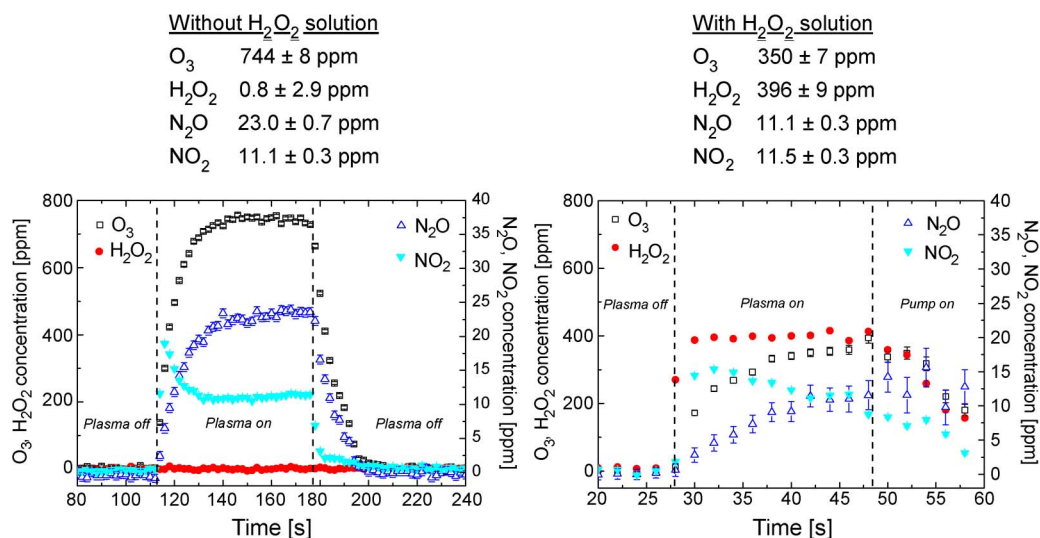 Without H₂O₂ solution
O₃ 744 ± 8 ppm
H₂O₂ 0.8 ± 2.9 ppm
N₂O 23.0 ± 0.7 ppm
NO₂ 11.1 ± 0.3 ppm
With H₂O₂ solution
O₃ 350 ± 7 ppm
H₂O₂ 396 ± 9 ppm
N₂O 11.1 ± 0.3 ppm
NO₂ 11.5 ± 0.3 ppm
O₃, H₂O₂ concentration [ppm]
800
600
400
200
0
O₃
H₂O₂
N₂O
NO₂
Plasma off
Plasma on
Plasma off
40
35
30
25
20
15
10
5
0
N₂O, NO₂ concentration [ppm]
80 100 120 140 160 180 200 220 240
Time [s]
O₃, H₂O₂ concentration [ppm]
800
600
400
200
0
O₃
H₂O₂
N₂O
NO₂
Plasma off
Plasma on
Pump on
40
35
30
25
20
15
10
5
0
N₂O, NO₂ concentration [ppm]
20 25 30 35 40 45 50 55 60
Time [s]